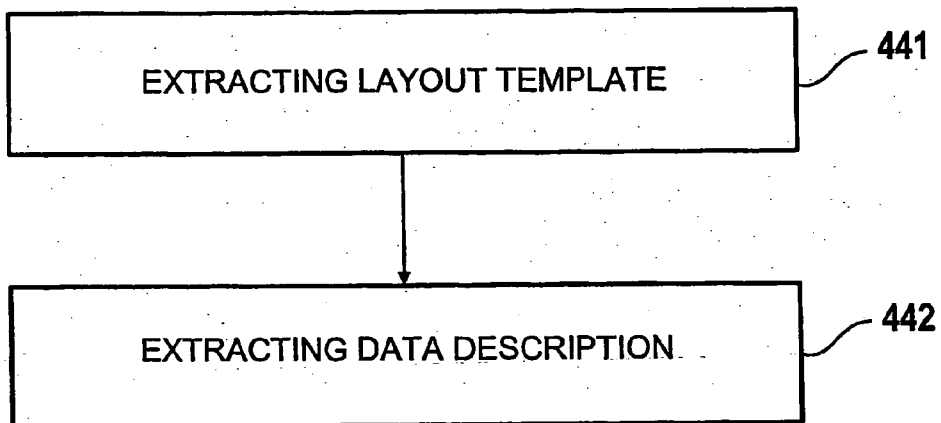 EXTRACTING LAYOUT TEMPLATE
441
EXTRACTING DATA DESCRIPTION
442